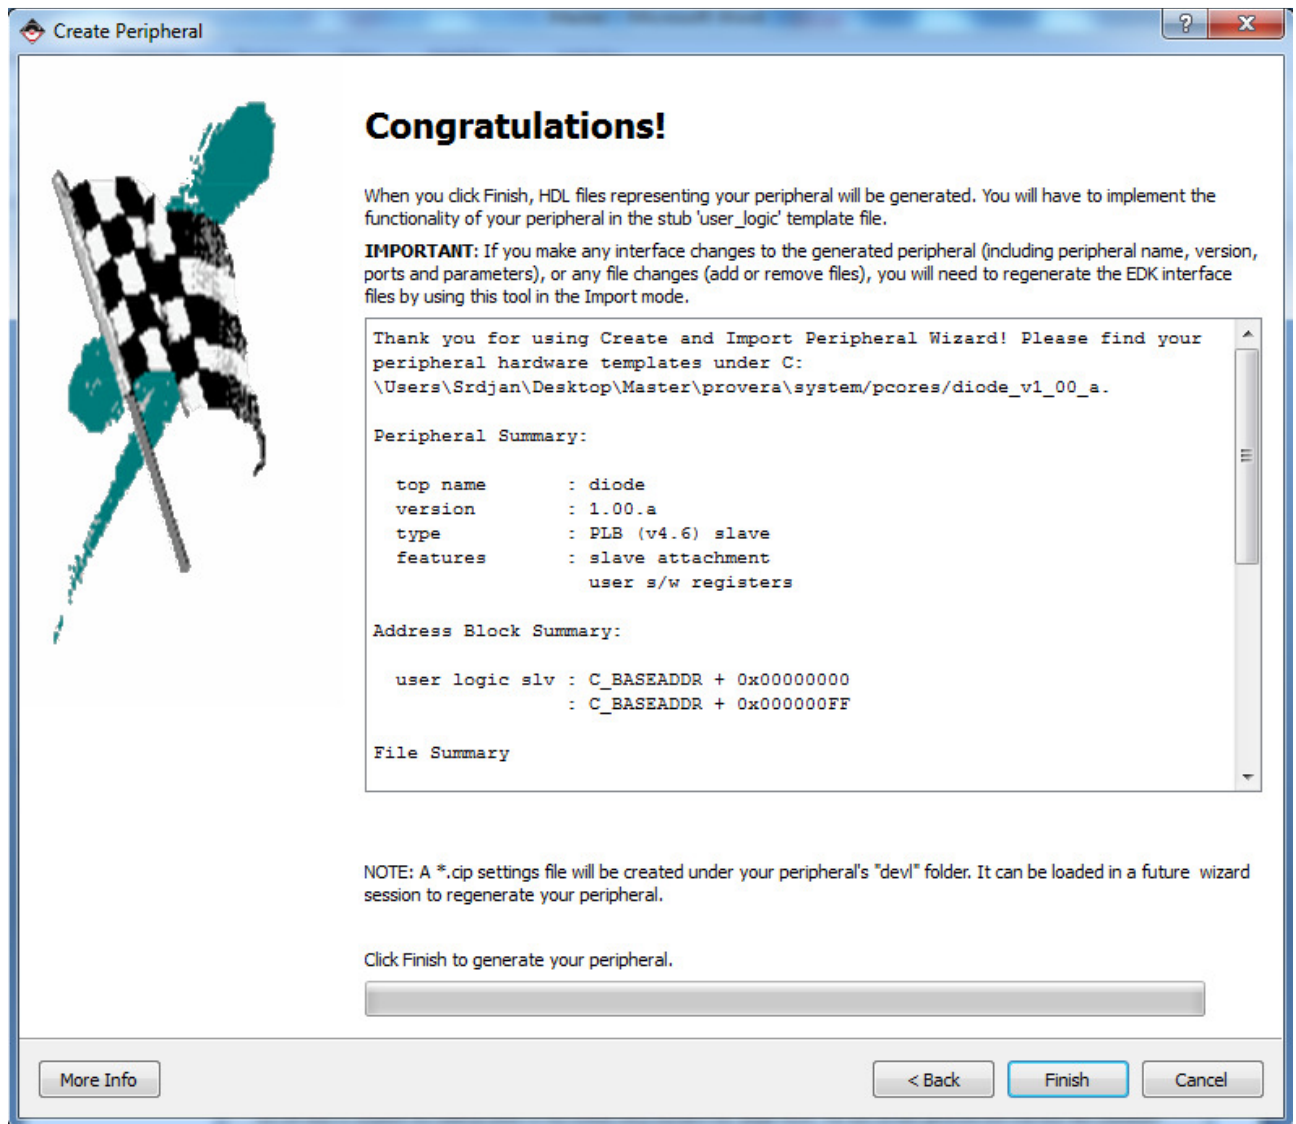 Create Peripheral
?
X
Congratulations!
When you click Finish, HDL files representing your peripheral will be generated. You will have to implement the
functionality of your peripheral in the stub 'user_logic' template file.
IMPORTANT: If you make any interface changes to the generated peripheral (including peripheral name, version,
ports and parameters), or any file changes (add or remove files), you will need to regenerate the EDK interface
files by using this tool in the Import mode.
Thank you for using Create and Import Peripheral Wizard! Please find your
peripheral hardware templates under C:
\Users\Srdjan\Desktop\Master\provera\system/pcores/diode_v1_00_a.
Peripheral Summary:
top name : diode
version : 1.00.a
type : PLB (v4.6) slave
features : slave attachment
user s/w registers
Address Block Summary:
user logic slv : C_BASEADDR + 0x00000000
: C_BASEADDR + 0x000000FF
File Summary
NOTE: A *.cip settings file will be created under your peripheral's "devl" folder. It can be loaded in a future wizard
session to regenerate your peripheral.
Click Finish to generate your peripheral.
More Info
< Back
Finish
Cancel